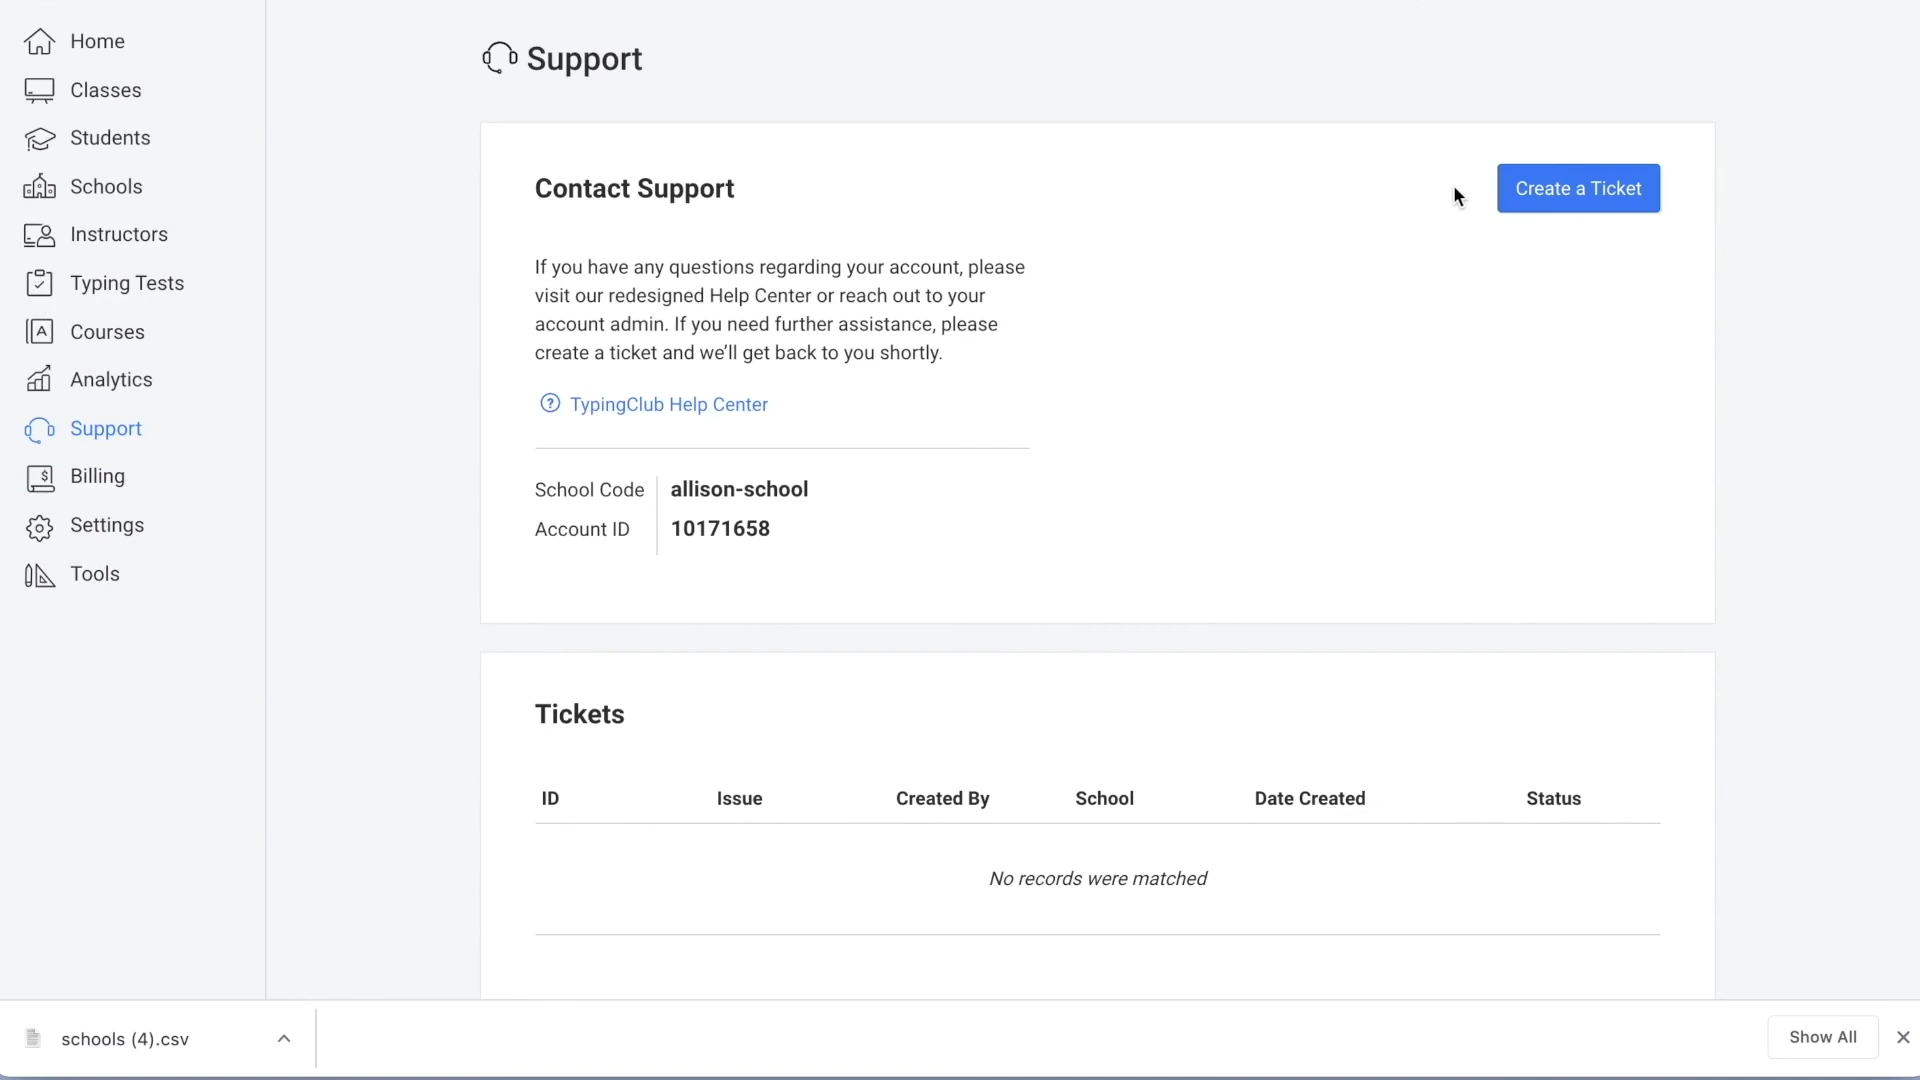 Home
Classes
Students
Schools
Instructors
Typing Tests
Courses
Analytics
Support
Billing
Settings
Tools
Support
Contact Support
Create a Ticket
If you have any questions regarding your account, please
visit our redesigned Help Center or reach out to your
account admin. If you need further assistance, please
create a ticket and we’ll get back to you shortly.
TypingClub Help Center
School Code allison-school
Account ID 10171658
Tickets
ID Issue Created By School Date Created Status
No records were matched
schools (4).csv
Show All